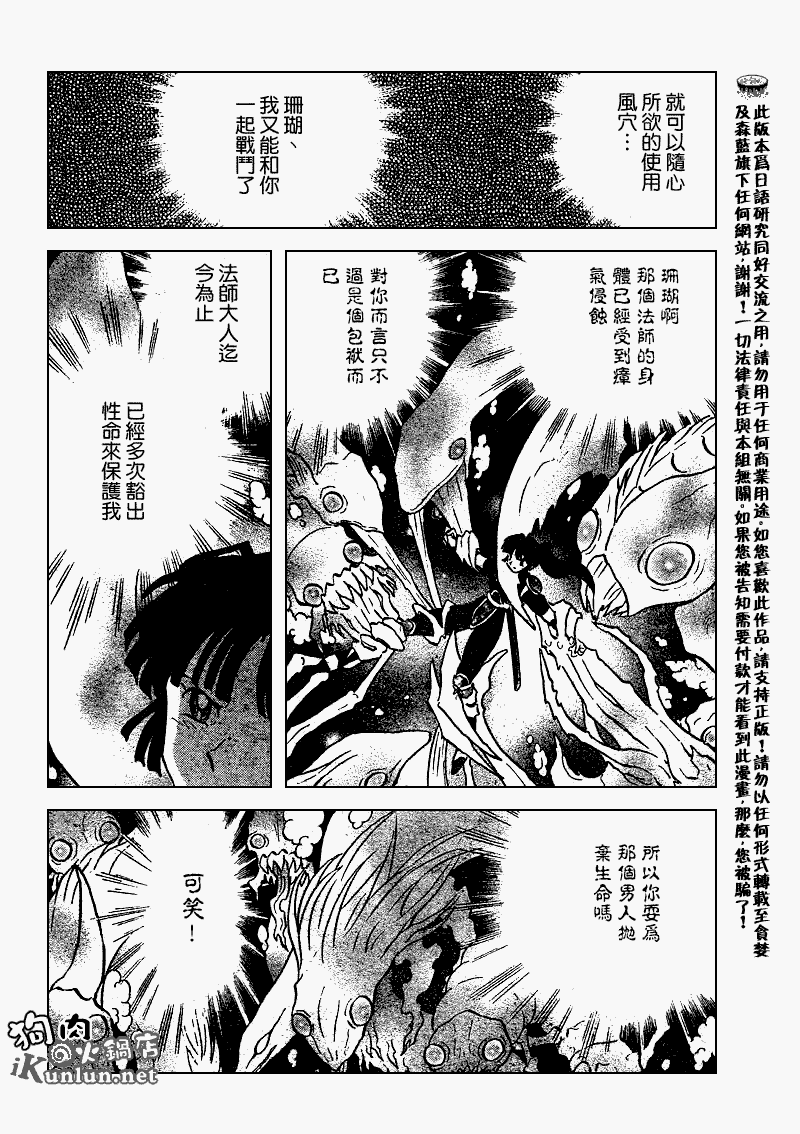 就可以隨心
所欲的使用
風穴…
珊瑚、
我又能和你
一起戰鬥了
珊瑚啊
那個法師的身
體已經受到瘴
氣侵蝕
對你而言只不
過是個包袱而
已
法師大人迄
今為止
已經多次豁出
性命來保護我
所以你要為
那個男人拋
棄生命嗎
可笑！
此版本為日語研究同好交流之用，請勿用于任何商業用途。如您喜歡此作品，請支持正版！請勿以任何形式轉載至貪婪
及森藍旗下任何網站，謝謝！一切法律責任與本組無關。如果您被告知需要付款才能看到此漫畫，那麼，您被騙了！
狗肉
火鍋店
iKunlun.net